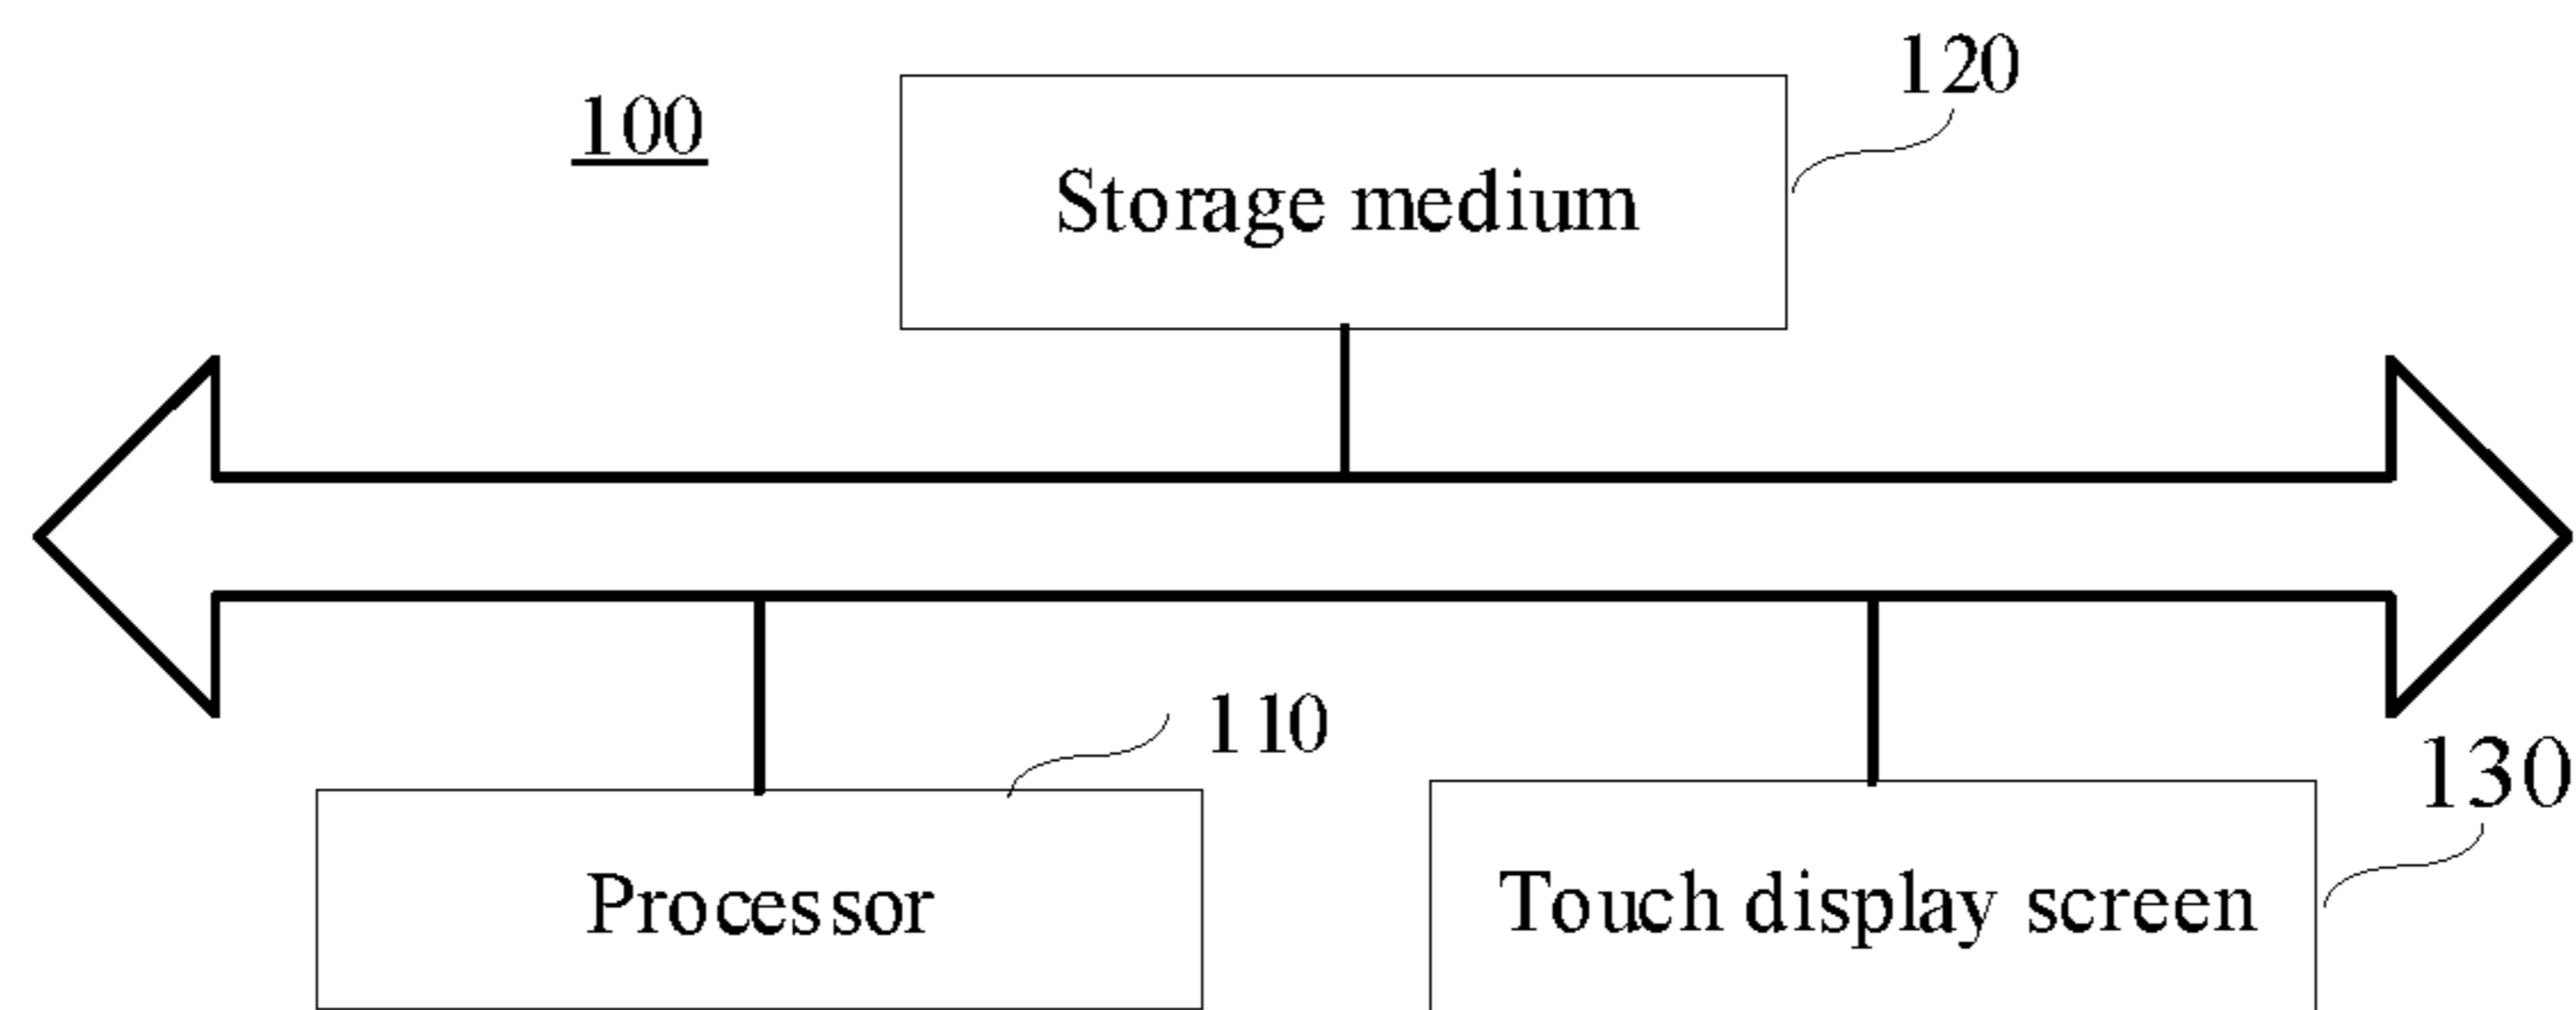 120
100
Storage medium
110
130
Processor
Touch display screen